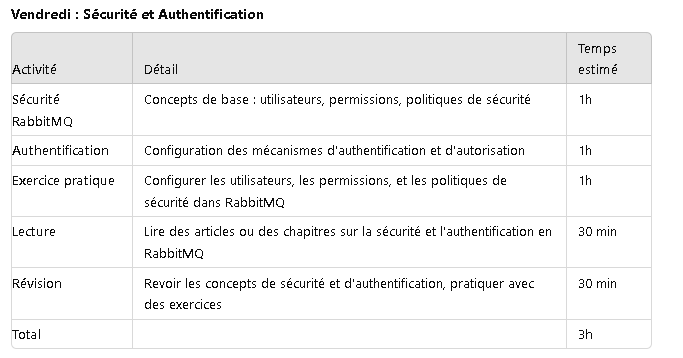 Vendredi : Sécurité et Authentification
Temps
Activité Détail estimé
Sécurité Concepts de base : utilisateurs, permissions, politiques de sécurité 1h
RabbitMQ
Authentification Configuration des mécanismes d'authentification et d'autorisation 1h
Exercice pratique Configurer les utilisateurs, les permissions, et les politiques de 1h
sécurité dans RabbitMQ
Lecture Lire des articles ou des chapitres sur la sécurité et l'authentification en 30 min
RabbitMQ
Révision Revoir les concepts de sécurité et d'authentification, pratiquer avec 30 min
des exercices
Total 3h